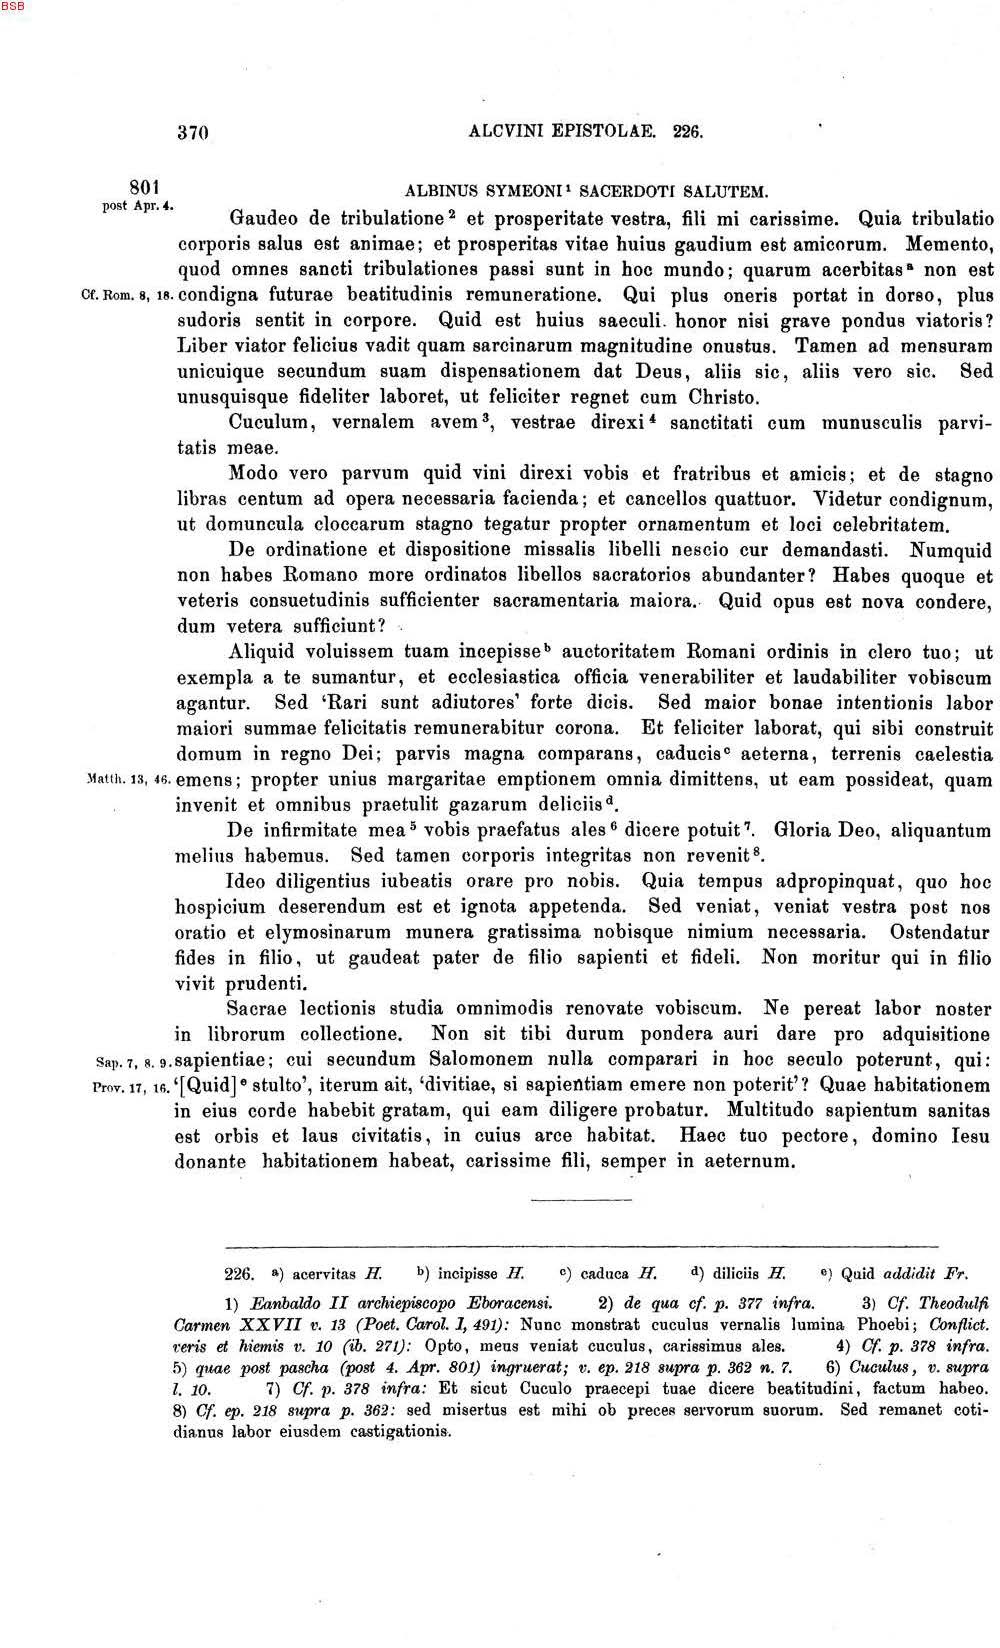 BSB
370 ALCVINI EPISTOLAE. 226.
801
post Apr. 4.
ALBINUS SYMEONI¹ SACERDOTI SALUTEM.
Gaudeo de tribulatione² et prosperitate vestra, fili mi carissime. Quia tribulatio
corporis salus est animae; et prosperitas vitae huius gaudium est amicorum. Memento,
quod omnes sancti tribulationes passi sunt in hoc mundo; quarum acerbitasᵃ non est
Cf. Rom. 8, 18. condigna futurae beatitudinis remuneratione. Qui plus oneris portat in dorso, plus
sudoris sentit in corpore. Quid est huius saeculi honor nisi grave pondus viatoris?
Liber viator felicius vadit quam sarcinarum magnitudine onustus. Tamen ad mensuram
unicuique secundum suam dispensationem dat Deus, aliis sic, aliis vero sic. Sed
unusquisque fideliter laboret, ut feliciter regnet cum Christo.
Cuculum, vernalem avem³, vestrae direxi⁴ sanctitati cum munusculis parvi-
tatis meae.
Modo vero parvum quid vini direxi vobis et fratribus et amicis; et de stagno
libras centum ad opera necessaria facienda; et cancellos quattuor. Videtur condignum,
ut domuncula cloccarum stagno tegatur propter ornamentum et loci celebritatem.
De ordinatione et dispositione missalis libelli nescio cur demandasti. Numquid
non habes Romano more ordinatos libellos sacratorios abundanter? Habes quoque et
veteris consuetudinis sufficienter sacramentaria maiora. Quid opus est nova condere,
dum vetera sufficiunt?
Aliquid voluissem tuam incepisseᵇ auctoritatem Romani ordinis in clero tuo; ut
exempla a te sumantur, et ecclesiastica officia venerabiliter et laudabiliter vobiscum
agantur. Sed ‘Rari sunt adiutores’ forte dicis. Sed maior bonae intentionis labor
maiori summae felicitatis remunerabitur corona. Et feliciter laborat, qui sibi construit
domum in regno Dei; parvis magna comparans, caducisᶜ aeterna, terrenis caelestia
Matth. 13, 46. emens; propter unius margaritae emptionem omnia dimittens, ut eam possideat, quam
invenit et omnibus praetulit gazarum deliciisᵈ.
De infirmitate mea⁵ vobis praefatus ales⁶ dicere potuit⁷. Gloria Deo, aliquantum
melius habemus. Sed tamen corporis integritas non revenit⁸.
Ideo diligentius iubeatis orare pro nobis. Quia tempus adpropinquat, quo hoc
hospicium deserendum est et ignota appetenda. Sed veniat, veniat vestra post nos
oratio et elymosinarum munera gratissima nobisque nimium necessaria. Ostendatur
fides in filio, ut gaudeat pater de filio sapienti et fideli. Non moritur qui in filio
vivit prudenti.
Sacrae lectionis studia omnimodis renovate vobiscum. Ne pereat labor noster
in librorum collectione. Non sit tibi durum pondera auri dare pro adquisitione
Sap. 7, 8. 9. sapientiae; cui secundum Salomonem nulla comparari in hoc seculo poterunt, qui:
Prov. 17, 16. ‘[Quid]ᵉ stulto’, iterum ait, ‘divitiae, si sapientiam emere non poterit’? Quae habitationem
in eius corde habebit gratam, qui eam diligere probatur. Multitudo sapientum sanitas
est orbis et laus civitatis, in cuius arce habitat. Haec tuo pectore, domino Iesu
donante habitationem habeat, carissime fili, semper in aeternum.
226. ᵃ) acervitas H. ᵇ) incipisse H. ᶜ) caduca H. ᵈ) diliciis H. ᵉ) Quid addidit Fr.
1) Eanbaldo II archiepiscopo Eboracensi. 2) de qua cf. p. 377 infra. 3) Cf. Theodulfi
Carmen XXVII v. 13 (Poet. Carol. I, 491): Nunc monstrat cuculus vernalis lumina Phoebi; Conflict.
veris et hiemis v. 10 (ib. 271): Opto, meus veniat cuculus, carissimus ales. 4) Cf. p. 378 infra.
5) quae post pascha (post 4. Apr. 801) ingruerat; v. ep. 218 supra p. 362 n. 7. 6) Cuculus, v. supra
l. 10. 7) Cf. p. 378 infra: Et sicut Cuculo praecepi tuae dicere beatitudini, factum habeo.
8) Cf. ep. 218 supra p. 362: sed misertus est mihi ob preces servorum suorum. Sed remanet coti-
dianus labor eiusdem castigationis.